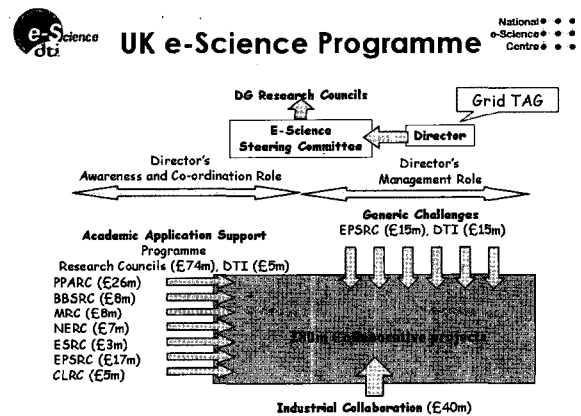 e-Science
dti
UK e-Science Programme
National
e-Science
Centre
DG Research Councils
Grid TAG
E-Science
Steering Committee
Director
Director's
Awareness and Co-ordination Role
Director's
Management Role
Generic Challenges
EPSRC (£15m), DTI (£15m)
Academic Application Support
Programme
Research Councils (£74m), DTI (£5m)
PPARC (£26m)
BBSRC (£8m)
MRC (£8m)
NERC (£7m)
ESRC (£3m)
EPSRC (£17m)
CLRC (£5m)
Collaborative projects
Industrial Collaboration (£40m)